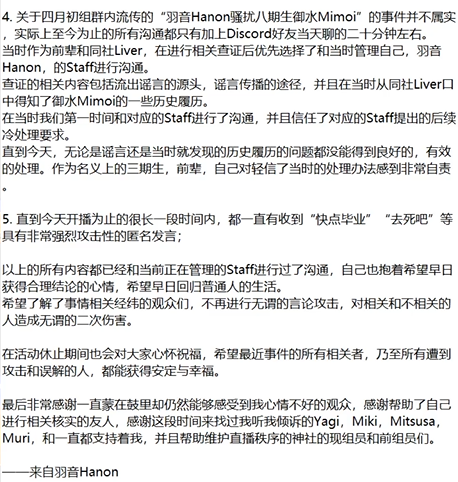 4. 关于四月初组群内流传的“羽音Hanon骚扰八期生御水Mimoi”的事件并不属实
，实际上至今为止的所有沟通都只有加上Discord好友当天聊的二十分钟左右。
当时作为前辈和同社Liver，在进行相关查证后优先选择了和当时管理自己，羽音
Hanon，的Staff进行沟通。
查证的相关内容包括流出谣言的源头，谣言传播的途径，并且在当时从同社Liver口
中得知了御水Mimoi的一些历史履历。
在当时我们第一时间和对应的Staff进行了沟通，并且信任了对应的Staff提出的后续
冷处理要求。
直到今天，无论是谣言还是当时就发现的历史履历的问题都没能得到良好的，有效
的处理。作为名义上的三期生，前辈，自己对轻信了当时的处理办法感到非常自责
。
5. 直到今天开播为止的很长一段时间内，都一直有收到“快点毕业”“去死吧”等
具有非常强烈攻击性的匿名发言；
以上的所有内容都已经和当前正在管理的Staff进行过了沟通，自己也抱着希望早日
获得合理结论的心情，希望早日回归普通人的生活。
希望了解了事情相关经纬的观众们，不再进行无谓的言论攻击，对相关和不相关的
人造成无谓的二次伤害。
在活动休止期间也会对大家心怀祝福，希望最近事件的所有相关者，乃至所有遭到
攻击和误解的人，都能获得安定与幸福。
最后非常感谢一直蒙在鼓里却仍然能够感受到我心情不好的观众，感谢帮助了自己
进行相关核实的友人，感谢这段时间来找过我听我倾诉的Yagi，Miki，Mitsusa，
Muri，和一直都支持着我，并且帮助维护直播秩序的神社的现组员和前组员们。
——来自羽音Hanon